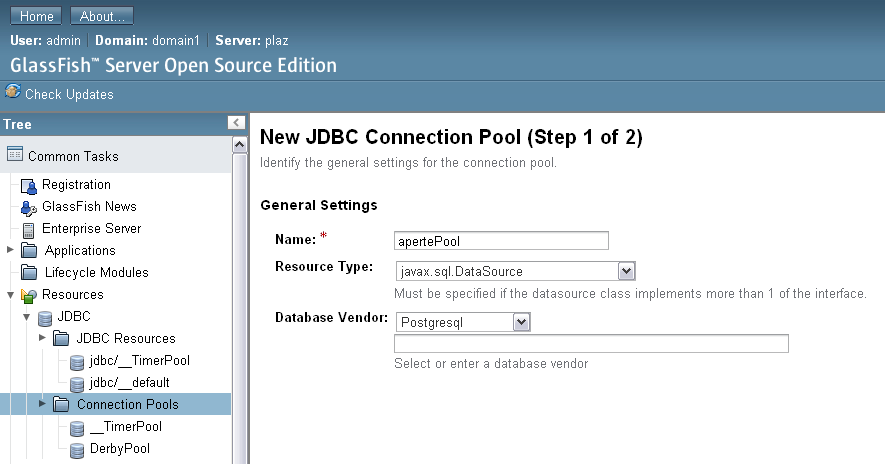 Home About...
User: admin Domain: domain1 Server: plaz
GlassFish™ Server Open Source Edition
Check Updates
Tree
Common Tasks
Registration
GlassFish News
Enterprise Server
Applications
Lifecycle Modules
Resources
JDBC
JDBC Resources
jdbc/__TimerPool
jdbc/__default
Connection Pools
__TimerPool
DerbyPool
New JDBC Connection Pool (Step 1 of 2)
Identify the general settings for the connection pool.
General Settings
Name: * apertePool
Resource Type: javax.sql.DataSource
Must be specified if the datasource class implements more than 1 of the interface.
Database Vendor: Postgresql
Select or enter a database vendor